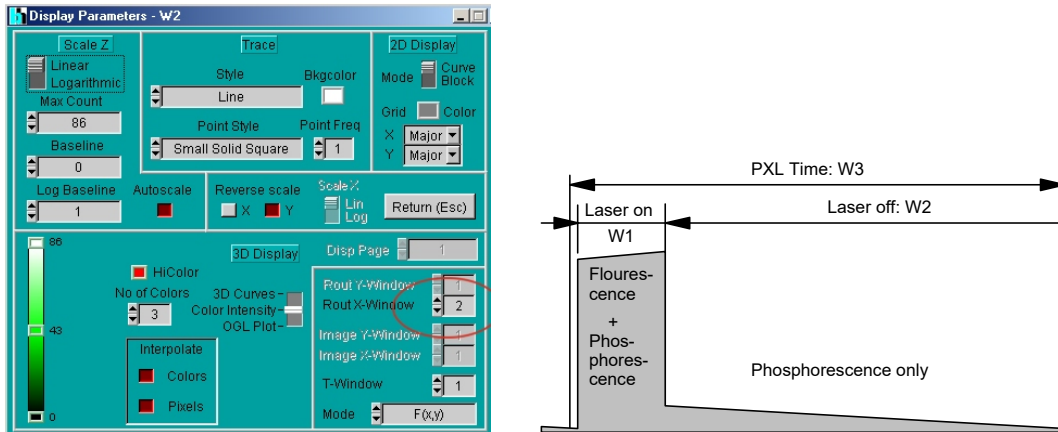 Display Parameters - W2
Scale Z
Linear
Logarithmic
Max Count
86
Baseline
0
Log Baseline
1
Autoscale
Trace
Style
Line
Bkgcolor
Point Style
Small Solid Square
Point Freq
1
2D Display
Mode
Curve
Block
Grid
Color
X
Major
Y
Major
Reverse scale
X
Y
Scale X
Lin
Log
Return (Esc)
86
43
0
3D Display
HiColor
No of Colors
3
3D Curves
Color Intensity
OGL Plot
Interpolate
Colors
Pixels
Disp Page
1
Rout Y-Window
1
Rout X-Window
2
Image Y-Window
1
Image X-Window
1
T-Window
1
Mode
F(x,y)
PXL Time: W3
Laser on
W1
Laser off: W2
Floures-
cence
+
Phos-
phores-
cence
Phosphorescence only